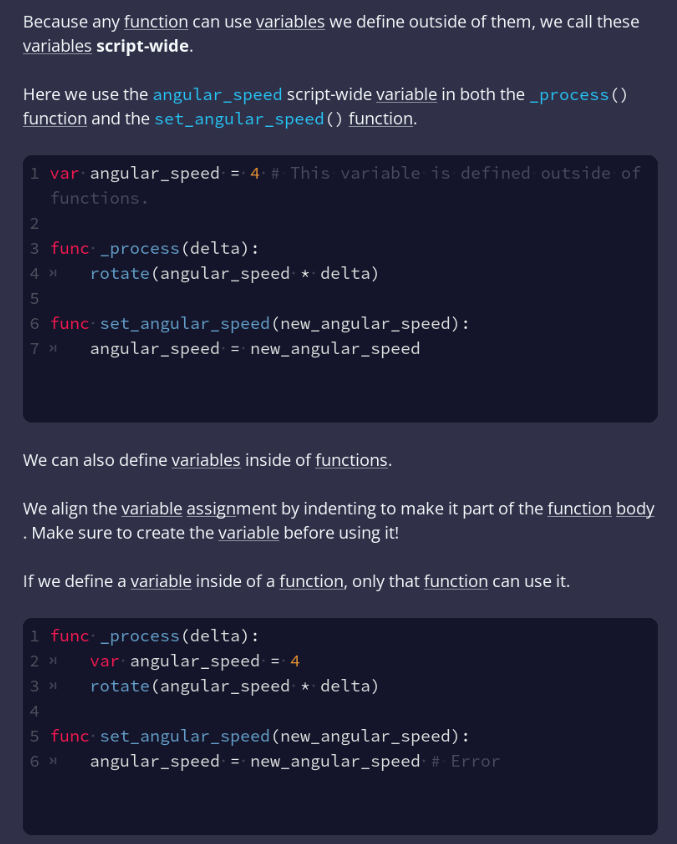 Because any function can use variables we define outside of them, we call these
variables script-wide.
Here we use the angular_speed script-wide variable in both the _process()
function and the set_angular_speed() function.
1 var angular_speed = 4 # This variable is defined outside of
functions.
2
3 func _process(delta):
4 rotate(angular_speed * delta)
5
6 func set_angular_speed(new_angular_speed):
7 angular_speed = new_angular_speed
We can also define variables inside of functions.
We align the variable assignment by indenting to make it part of the function body
. Make sure to create the variable before using it!
If we define a variable inside of a function, only that function can use it.
1 func _process(delta):
2 var angular_speed = 4
3 rotate(angular_speed * delta)
4
5 func set_angular_speed(new_angular_speed):
6 angular_speed = new_angular_speed # Error